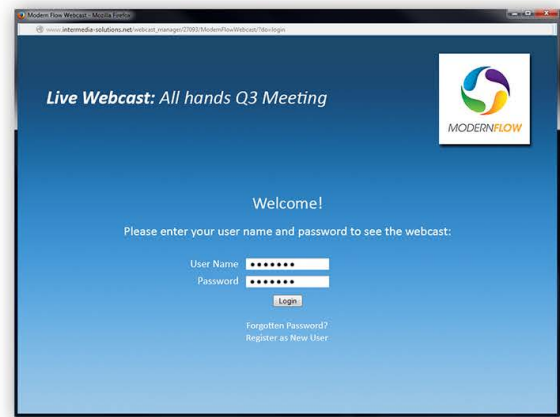 Modern Flow Webcast - Mozilla Firefox
www.intermedia-solutions.net/webcast_manager/27093/ModernFlowWebcast/?do=login
Live Webcast: All hands Q3 Meeting
MODERNFLOW
Welcome!
Please enter your user name and password to see the webcast:
User Name
Password
Login
Forgotten Password?
Register as New User